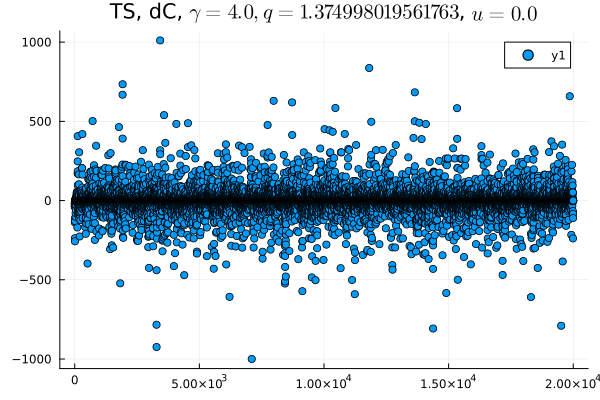 TS, dC, γ = 4.0, q = 1.374998019561763, u = 0.0
y1
1000
500
0
−500
−1000
0 5.00×10³ 1.00×10⁴ 1.50×10⁴ 2.00×10⁴